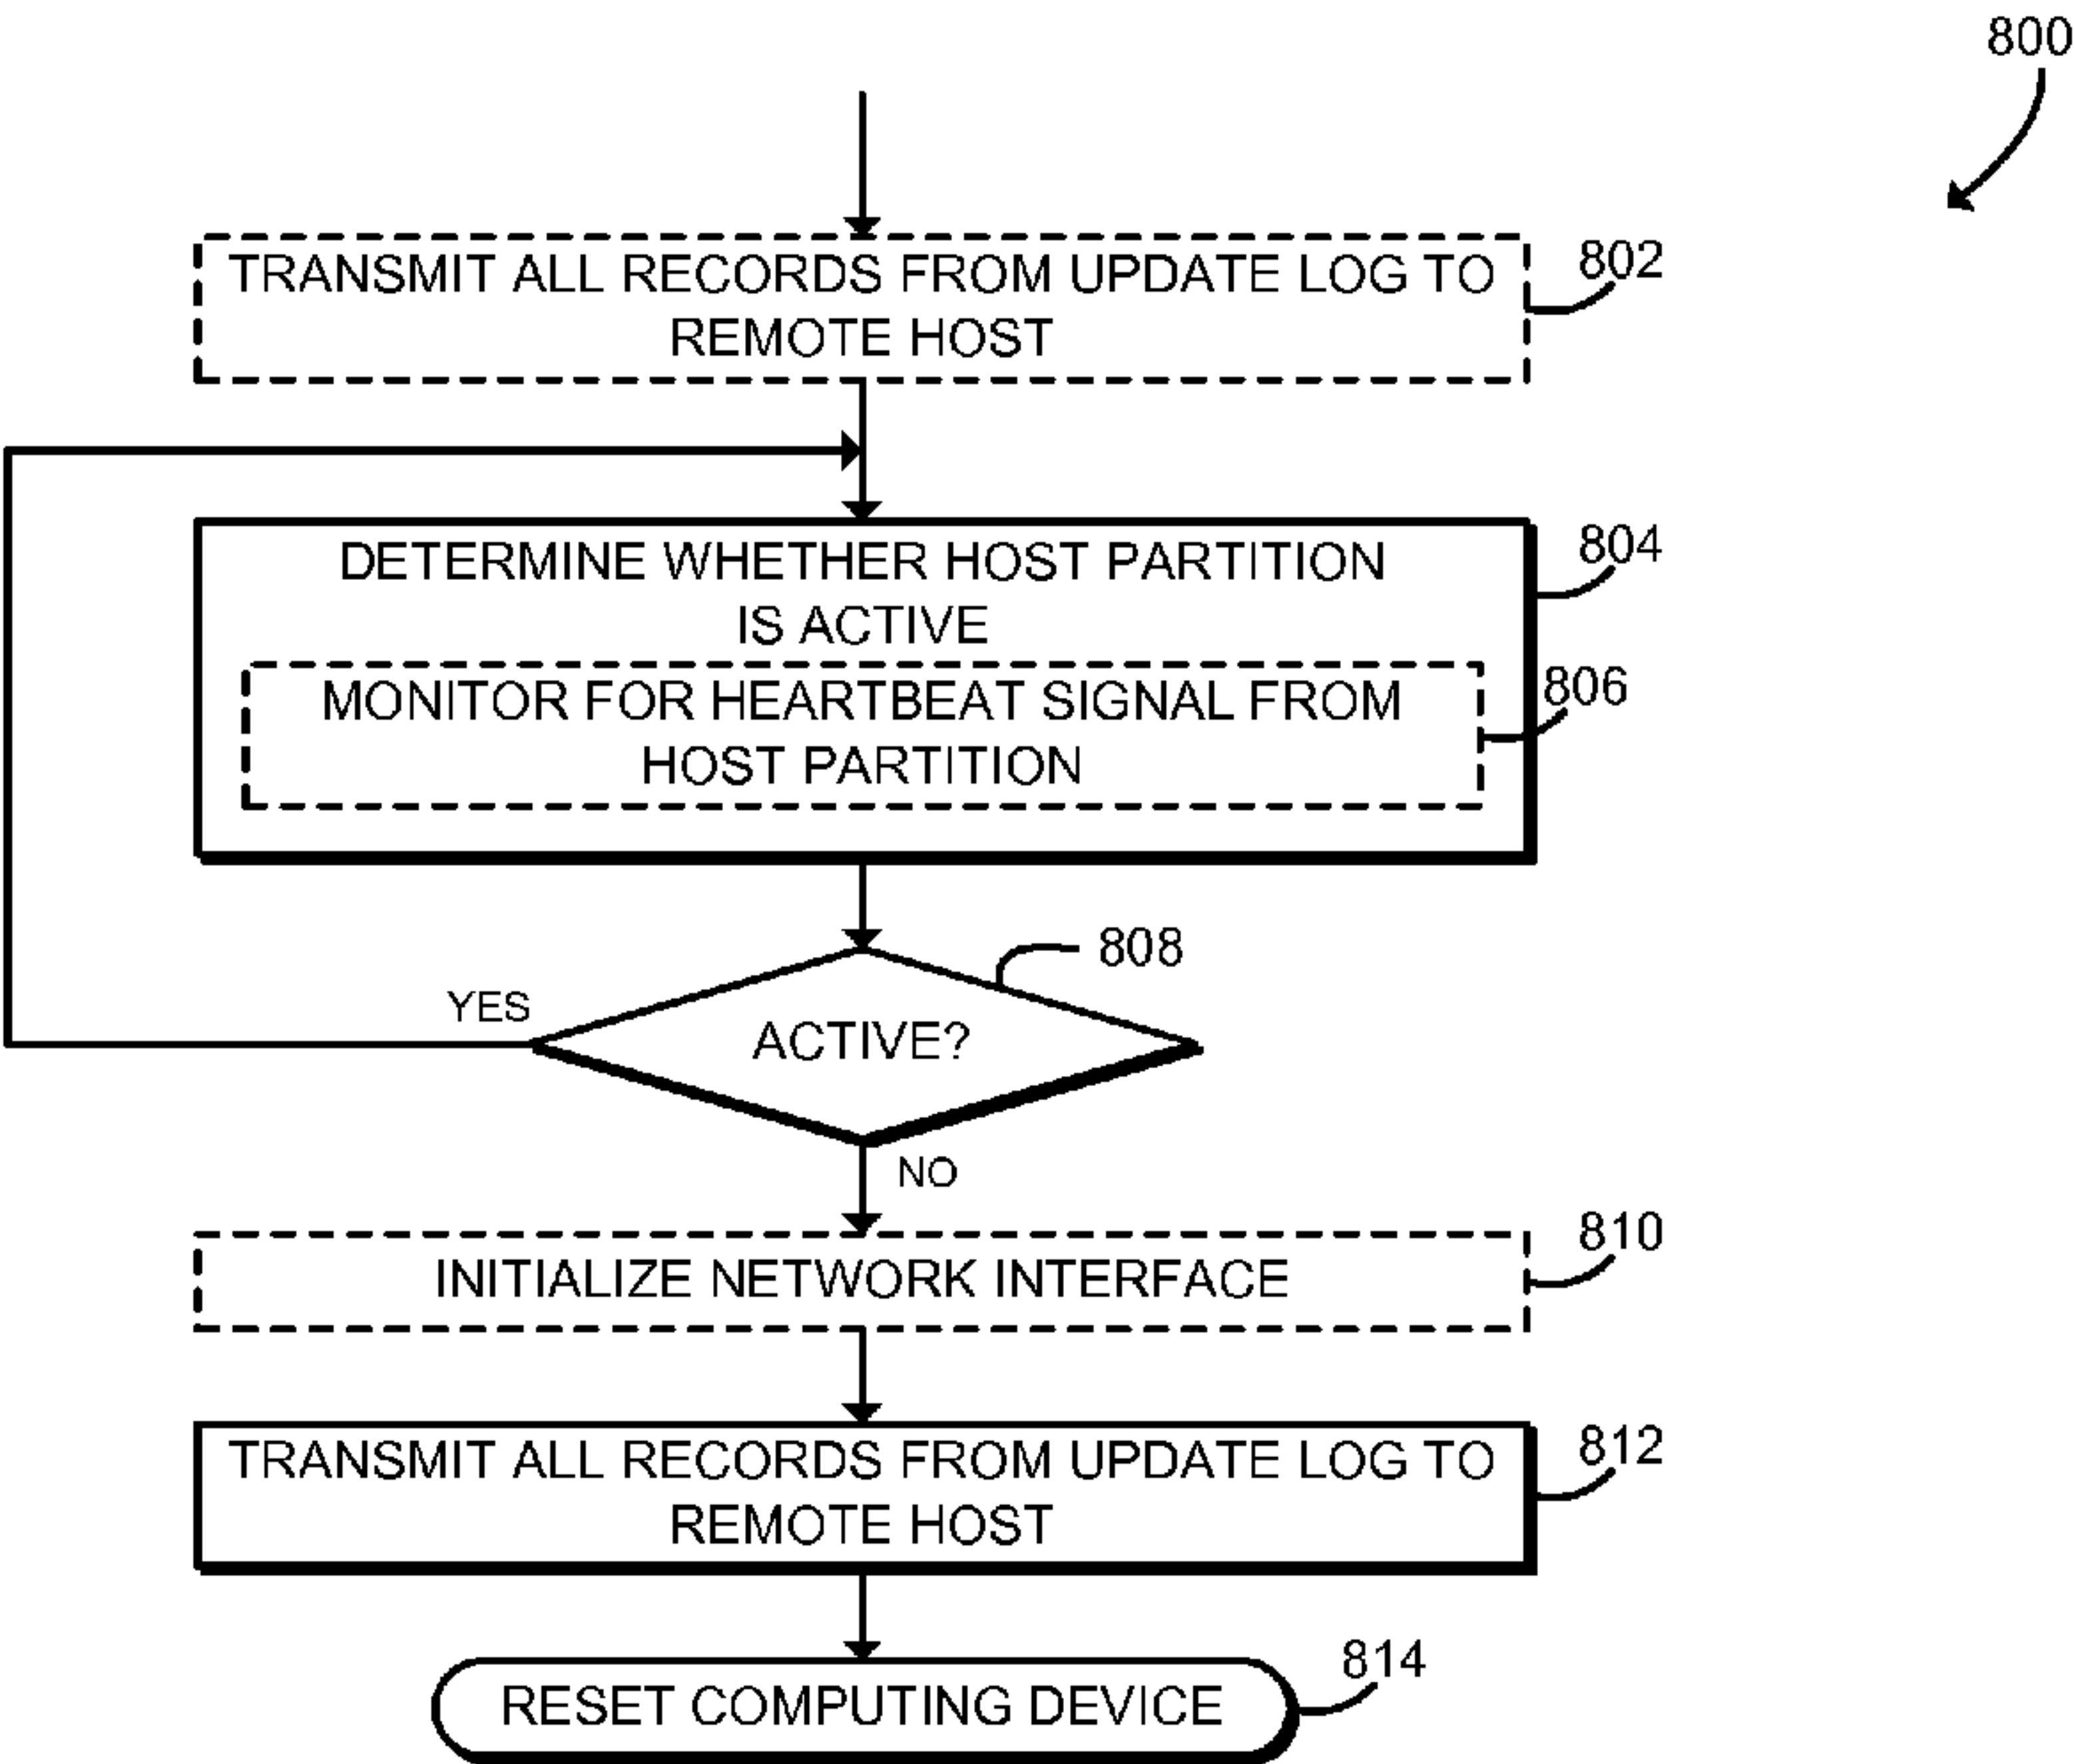 800
TRANSMIT ALL RECORDS FROM UPDATE LOG TO
REMOTE HOST
802
DETERMINE WHETHER HOST PARTITION
IS ACTIVE
804
MONITOR FOR HEARTBEAT SIGNAL FROM
HOST PARTITION
806
808
YES
ACTIVE?
NO
INITIALIZE NETWORK INTERFACE
810
TRANSMIT ALL RECORDS FROM UPDATE LOG TO
REMOTE HOST
812
RESET COMPUTING DEVICE
814